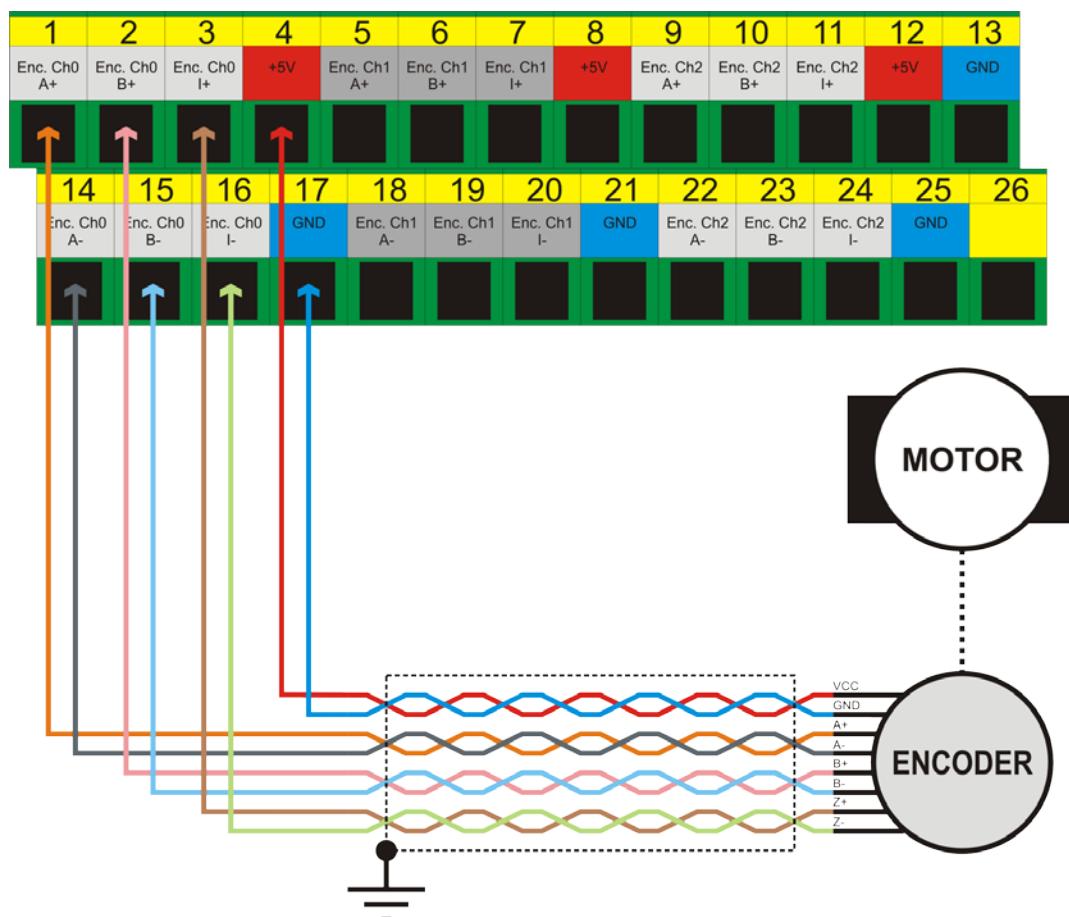 1 2 3 4 5 6 7 8 9 10 11 12 13
Enc. Ch0 Enc. Ch0 Enc. Ch0 +5V Enc. Ch1 Enc. Ch1 Enc. Ch1 +5V Enc. Ch2 Enc. Ch2 Enc. Ch2 +5V GND
A+ B+ I+ A+ B+ I+ A+ B+ I+
14 15 16 17 18 19 20 21 22 23 24 25 26
Enc. Ch0 Enc. Ch0 Enc. Ch0 GND Enc. Ch1 Enc. Ch1 Enc. Ch1 GND Enc. Ch2 Enc. Ch2 Enc. Ch2 GND
A- B- I- A- B- I- A- B- I-
MOTOR
VCC
GND
A+
A-
B+
B-
Z+
Z-
ENCODER